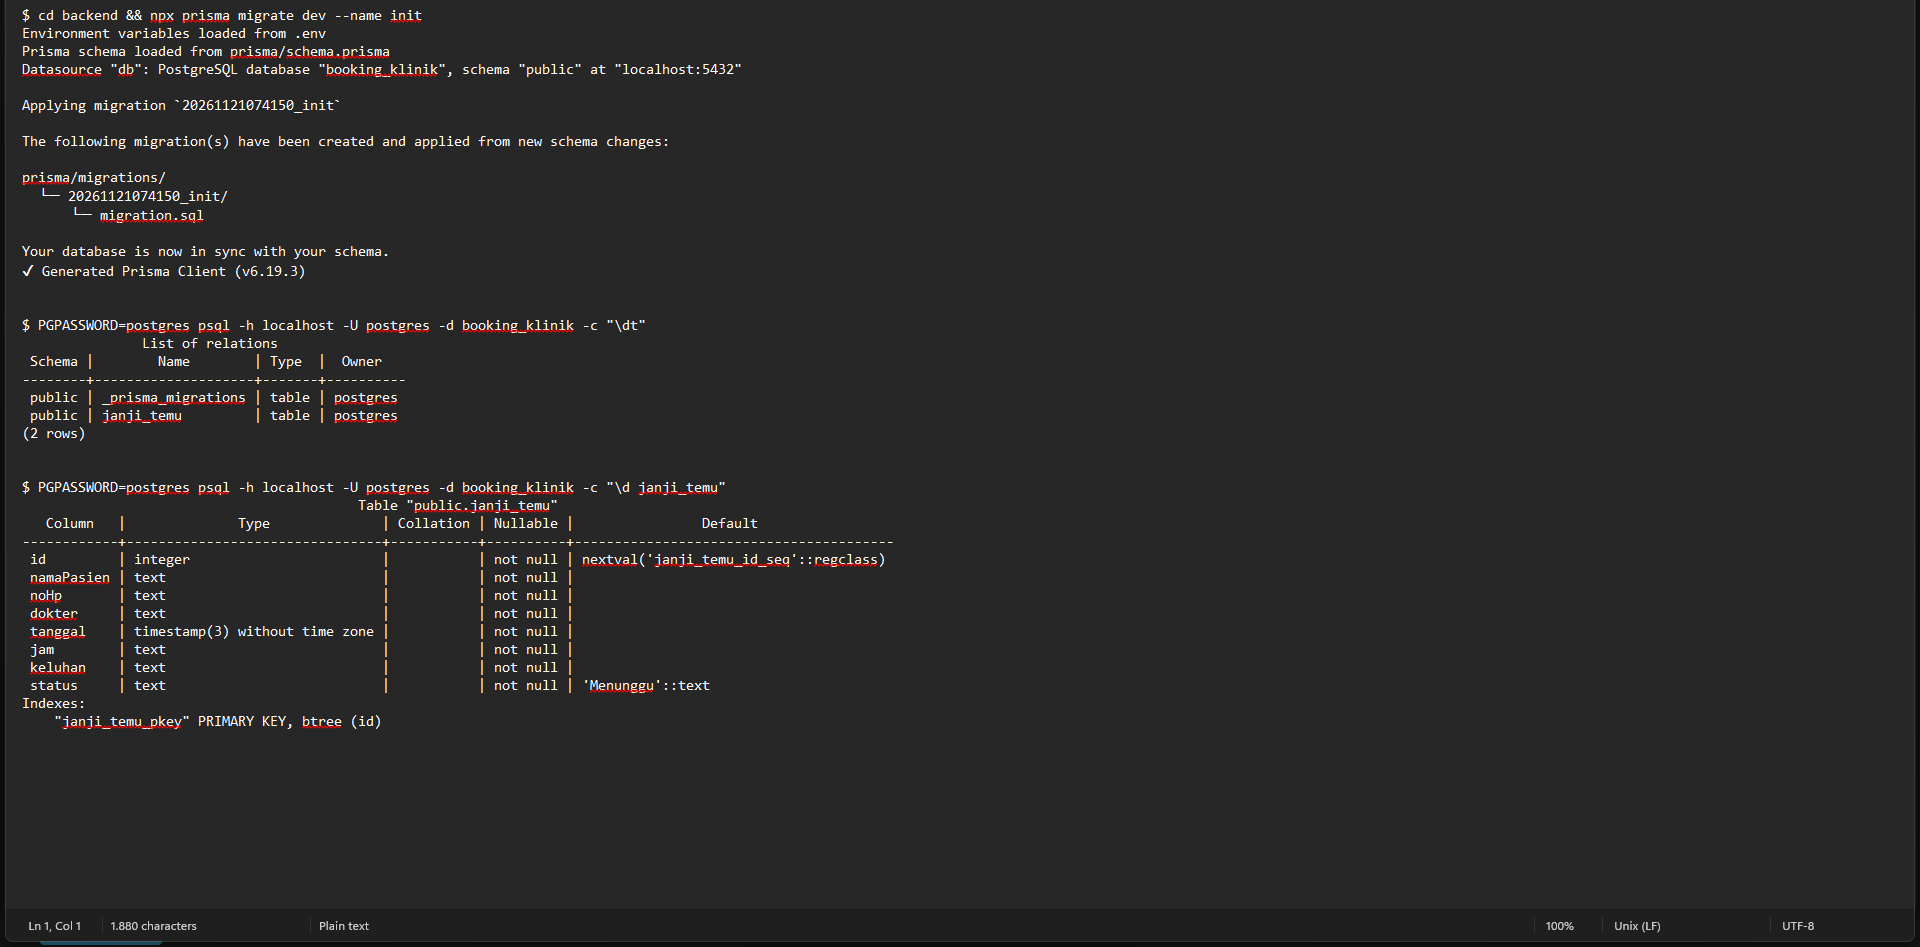 $ cd backend && npx prisma migrate dev --name init
Environment variables loaded from .env
Prisma schema loaded from prisma/schema.prisma
Datasource "db": PostgreSQL database "booking_klinik", schema "public" at "localhost:5432"

Applying migration `20261121074150_init`

The following migration(s) have been created and applied from new schema changes:

prisma/migrations/
  └─ 20261121074150_init/
      └─ migration.sql

Your database is now in sync with your schema.
✓ Generated Prisma Client (v6.19.3)

$ PGPASSWORD=postgres psql -h localhost -U postgres -d booking_klinik -c "\dt"
               List of relations
 Schema |        Name        | Type  |  Owner
--------+--------------------+-------+----------
 public | _prisma_migrations | table | postgres
 public | janji_temu         | table | postgres
(2 rows)

$ PGPASSWORD=postgres psql -h localhost -U postgres -d booking_klinik -c "\d janji_temu"
                                          Table "public.janji_temu"
   Column   |              Type              | Collation | Nullable |                Default
------------+--------------------------------+-----------+----------+----------------------------------------
 id         | integer                        |           | not null | nextval('janji_temu_id_seq'::regclass)
 namaPasien | text                           |           | not null |
 noHp       | text                           |           | not null |
 dokter     | text                           |           | not null |
 tanggal    | timestamp(3) without time zone |           | not null |
 jam        | text                           |           | not null |
 keluhan    | text                           |           | not null |
 status     | text                           |           | not null | 'Menunggu'::text
Indexes:
    "janji_temu_pkey" PRIMARY KEY, btree (id)

Ln 1, Col 1
1.880 characters
Plain text
100%
Unix (LF)
UTF-8